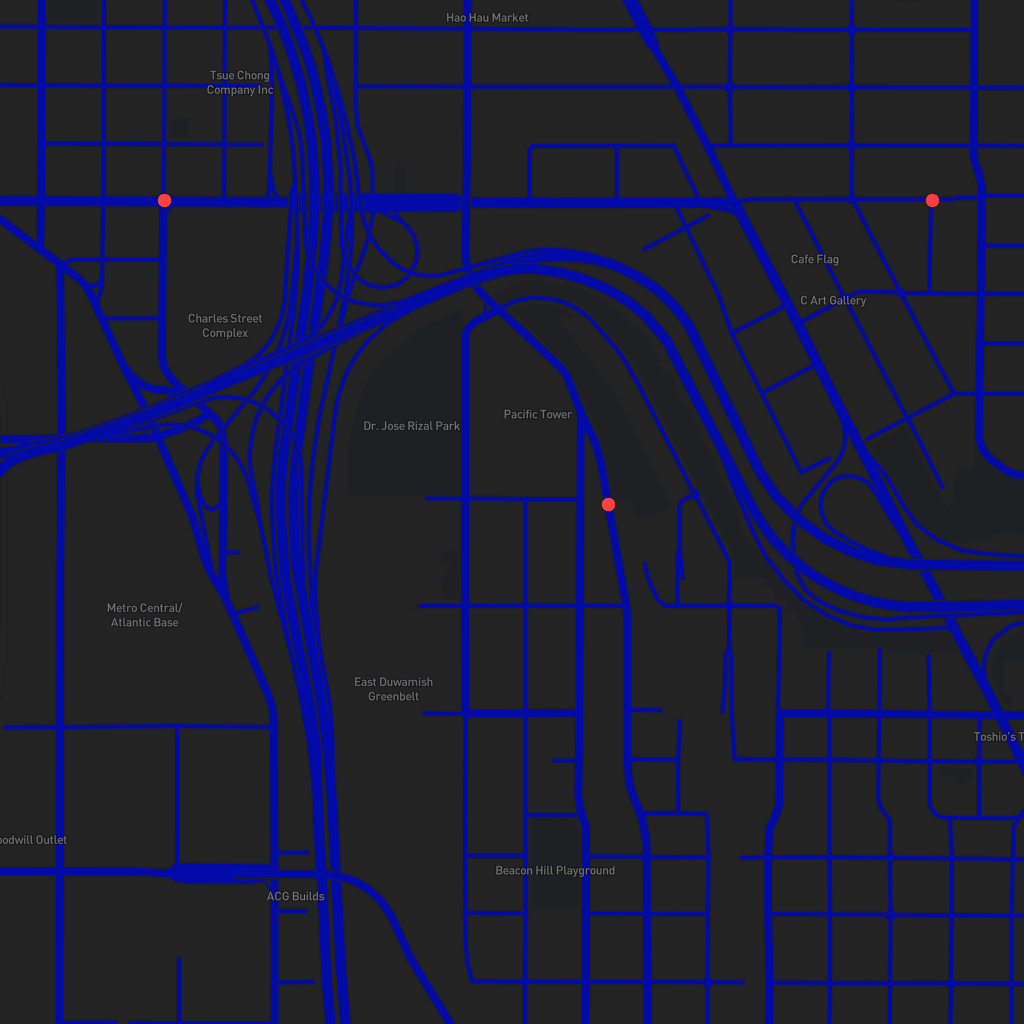 Hao Hau Market
Tsue Chong
Company Inc
Cafe Flag
C Art Gallery
Charles Street
Complex
Pacific Tower
Dr. Jose Rizal Park
Metro Central/
Atlantic Base
East Duwamish
Greenbelt
Toshio's T
oodwill Outlet
Beacon Hill Playground
ACG Builds